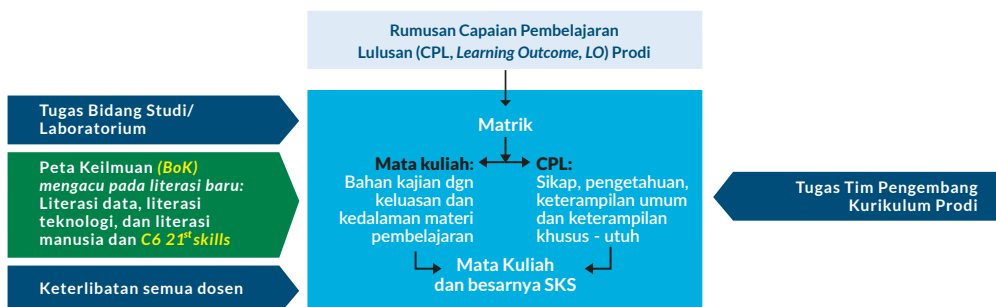 Rumusan Capaian Pembelajaran
Lulusan (CPL, Learning Outcome, LO) Prodi
Tugas Bidang Studi/
Laboratorium
Peta Keilmuan (BoK)
mengacu pada literasi baru:
Literasi data, literasi
teknologi, dan literasi
manusia dan C6 21st skills
Keterlibatan semua dosen
Matrik
Mata kuliah:
Bahan kajian dgn
keluasan dan
kedalaman materi
pembelajaran
CPL:
Sikap, pengetahuan,
keterampilan umum
dan keterampilan
khusus - utuh
Mata Kuliah
dan besarnya SKS
Tugas Tim Pengembang
Kurikulum Prodi